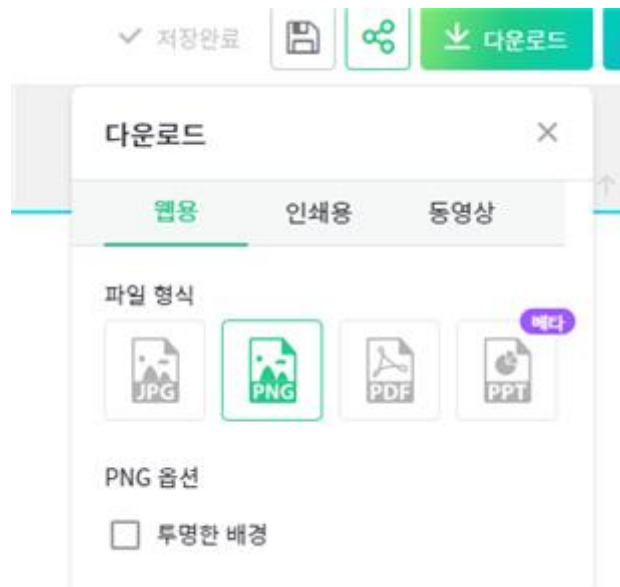 저장완료 다운로드
다운로드
웹용 인쇄용 동영상
파일 형식
베타
JPG PNG PDF PPT
PNG 옵션
투명한 배경